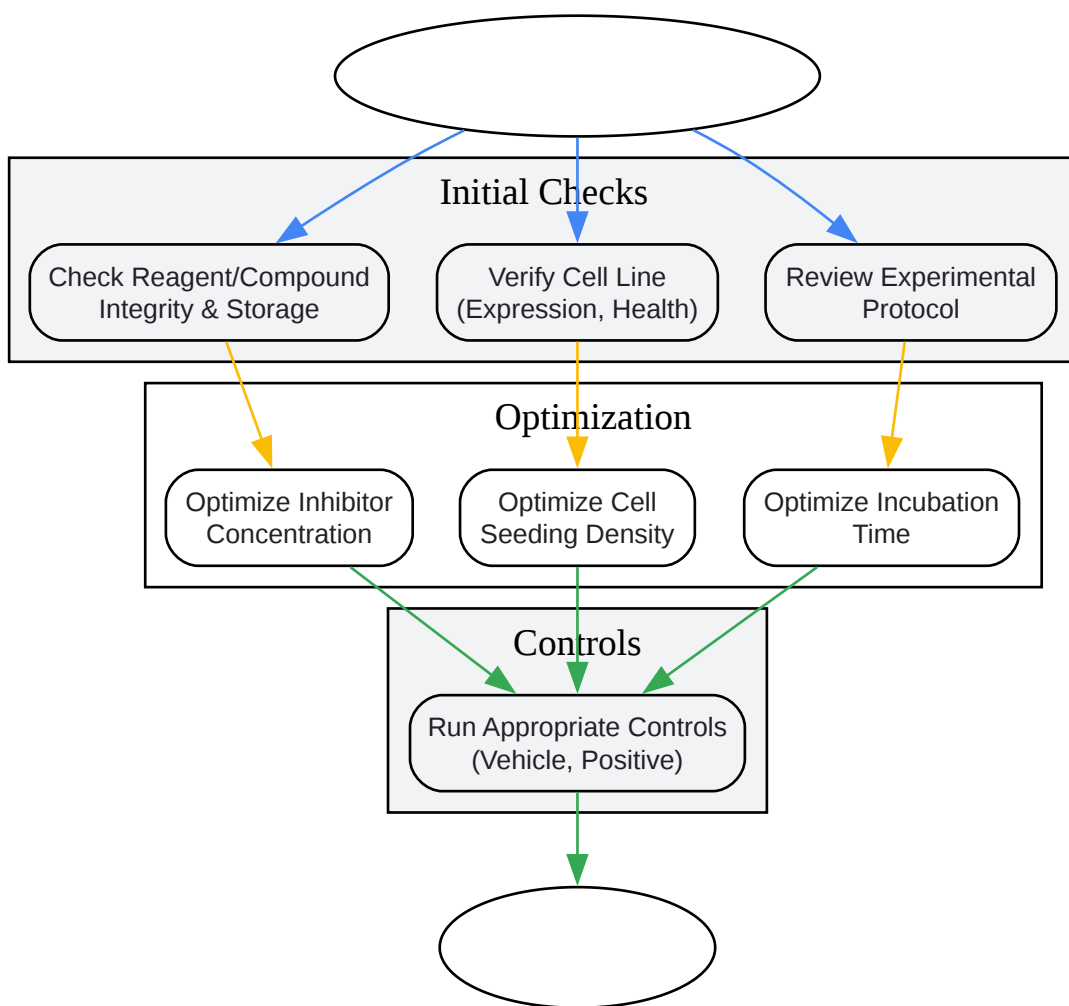 Initial Checks
Check Reagent/Compound
Integrity & Storage
Verify Cell Line
(Expression, Health)
Review Experimental
Protocol
Optimization
Optimize Inhibitor
Concentration
Optimize Cell
Seeding Density
Optimize Incubation
Time
Controls
Run Appropriate Controls
(Vehicle, Positive)